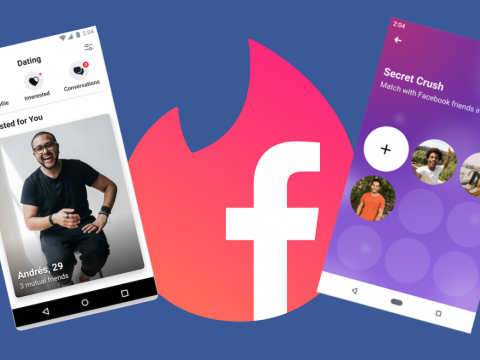 2:04
Dating
file
Interested
Conversations
sted for You
Andrés, 29
3 mutual friends
f
2:04
Secret Crush
Match with Facebook friends in